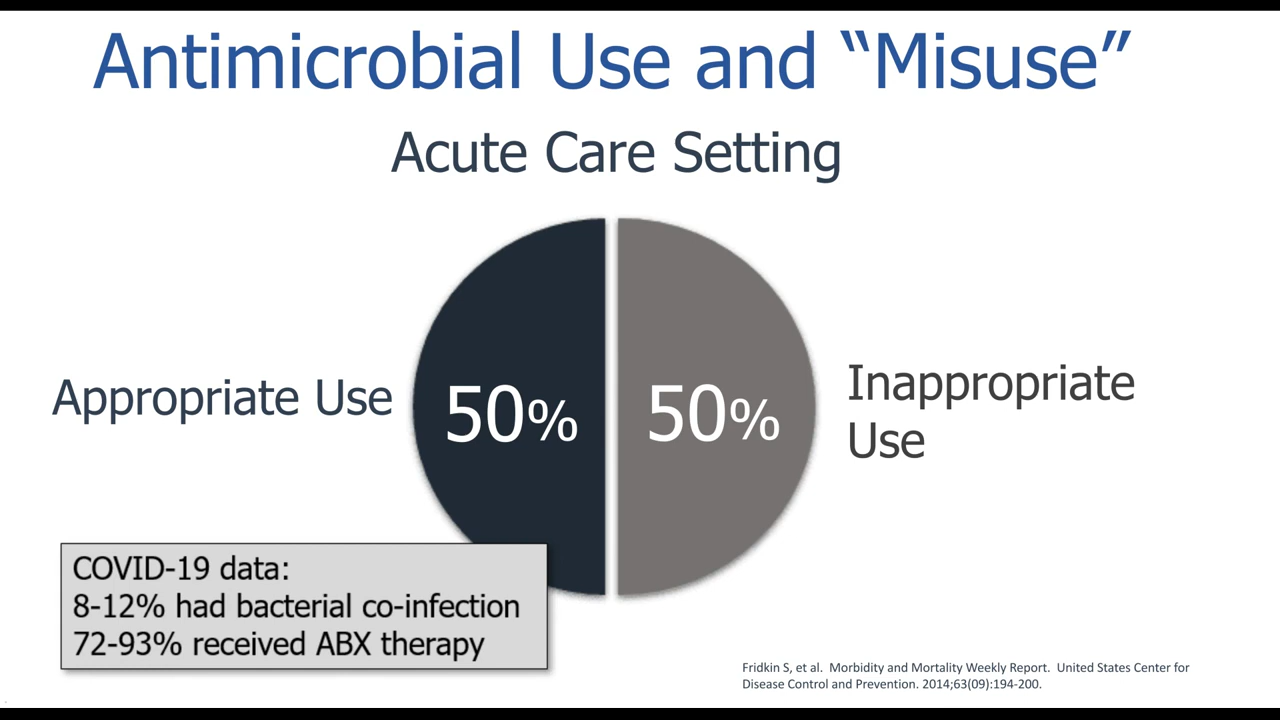 Antimicrobial Use and “Misuse”
Acute Care Setting
Appropriate Use
50%
50%
Inappropriate
Use
COVID-19 data:
8-12% had bacterial co-infection
72-93% received ABX therapy
Fridkin S, et al.  Morbidity and Mortality Weekly Report.  United States Center for
Disease Control and Prevention. 2014;63(09):194-200.